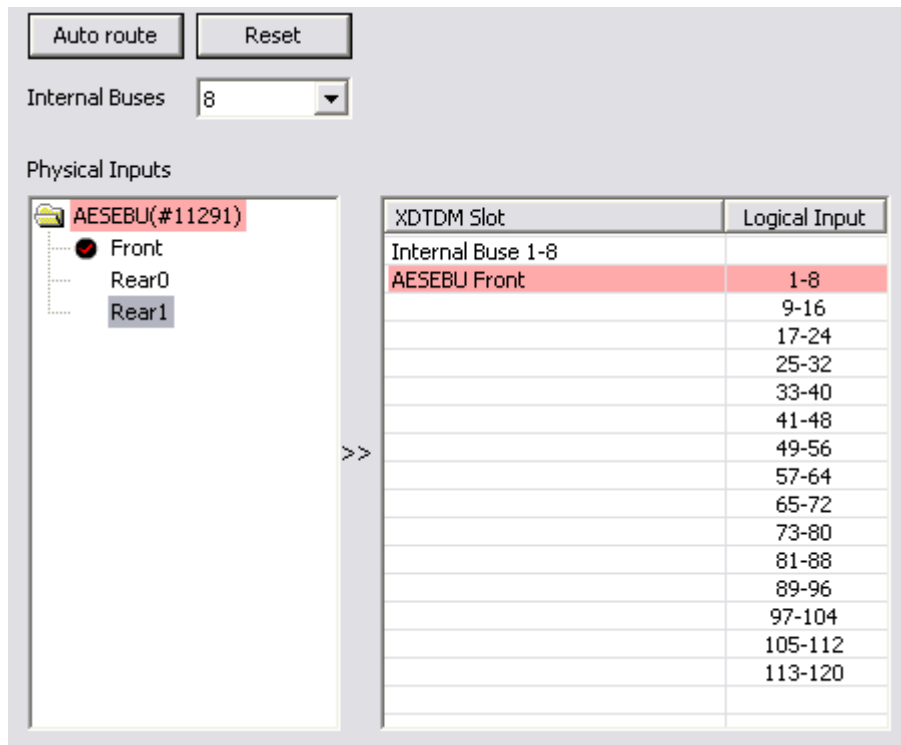 Auto route Reset
Internal Buses 8
Physical Inputs
AESEBU(#11291)
Front
Rear0
Rear1
>>
XDTDM Slot Logical Input
Internal Buse 1-8
AESEBU Front 1-8
9-16
17-24
25-32
33-40
41-48
49-56
57-64
65-72
73-80
81-88
89-96
97-104
105-112
113-120